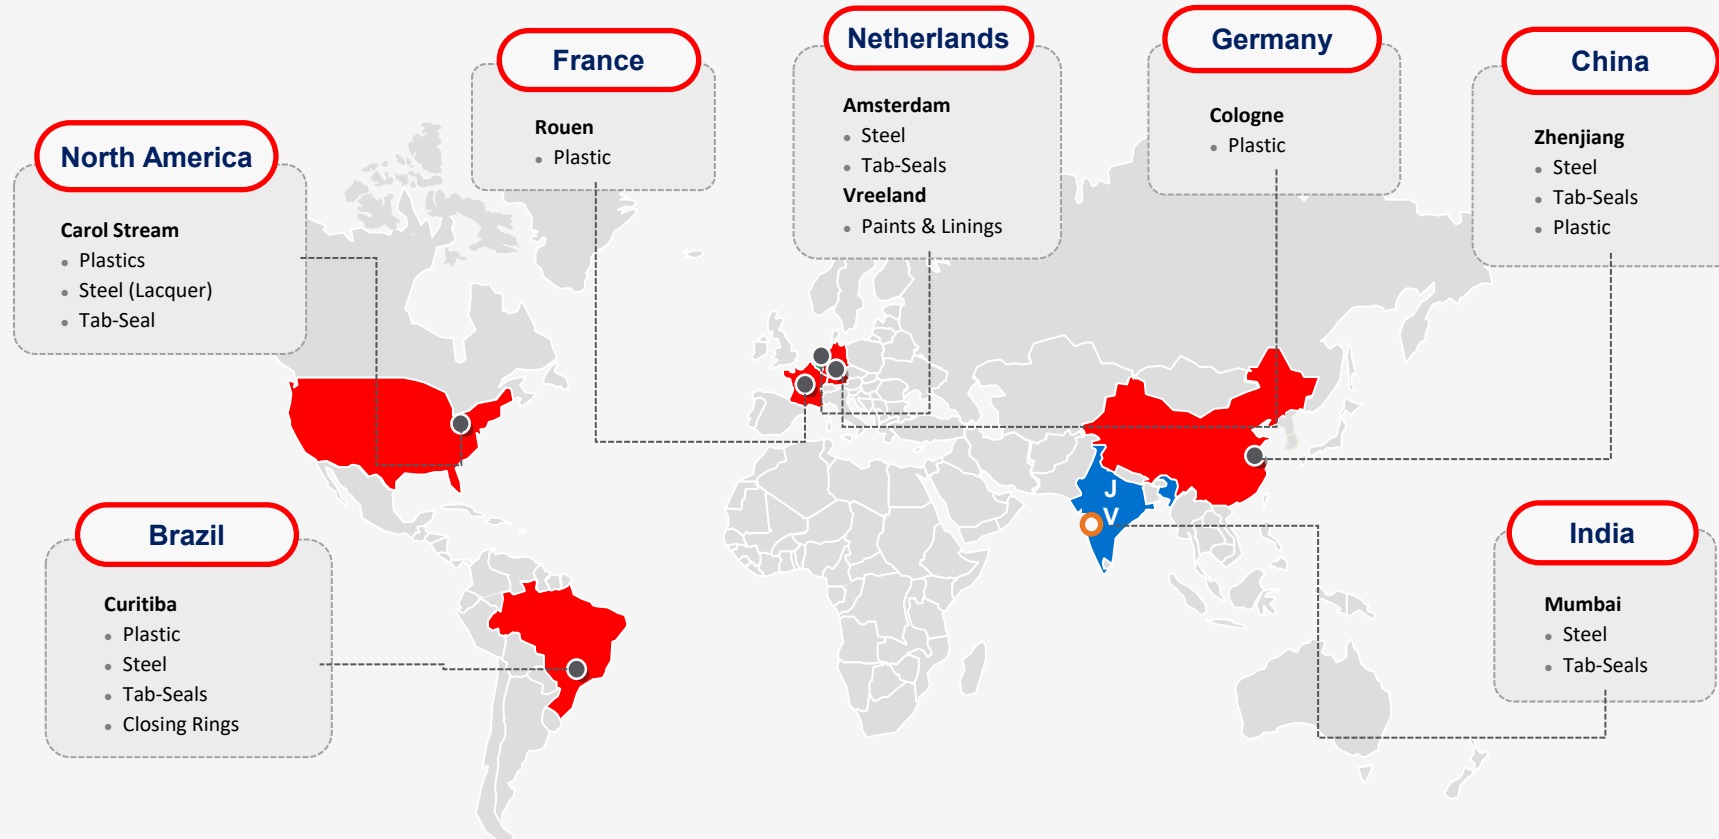 North America
Carol Stream
• Plastics
• Steel (Lacquer)
• Tab-Seal
France
Rouen
• Plastic
Netherlands
Amsterdam
• Steel
• Tab-Seals
Vreeland
• Paints & Linings
Germany
Cologne
• Plastic
China
Zhenjiang
• Steel
• Tab-Seals
• Plastic
Brazil
Curitiba
• Plastic
• Steel
• Tab-Seals
• Closing Rings
J
V
India
Mumbai
• Steel
• Tab-Seals